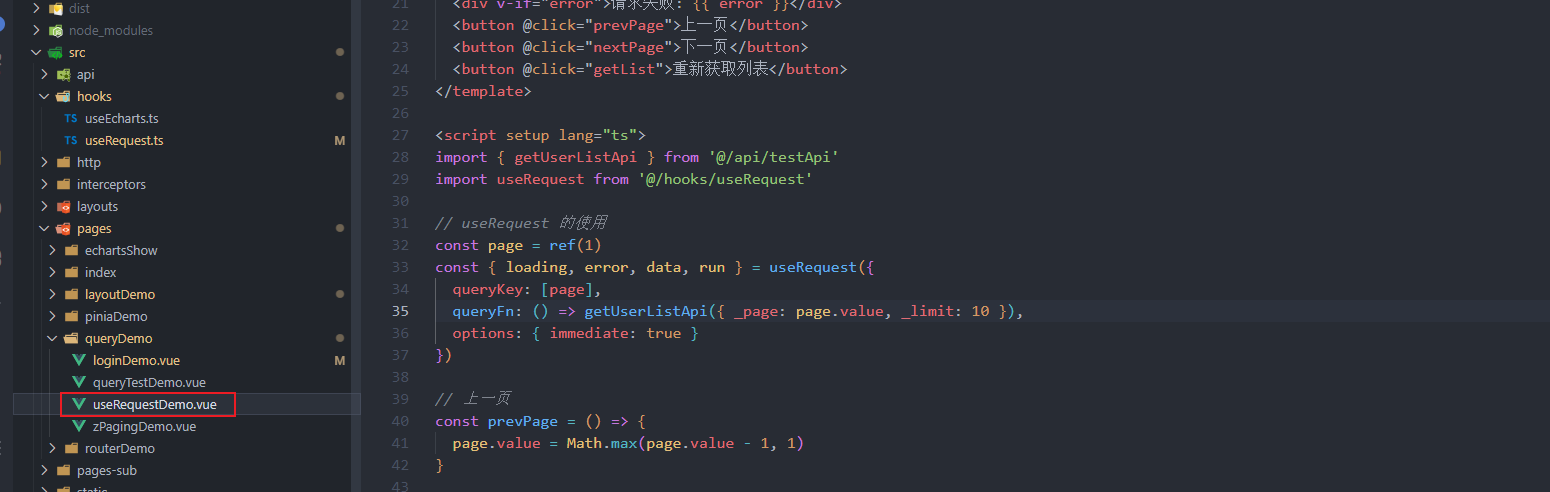 dist
node_modules
src
api
hooks
TS useEcharts.ts
TS useRequest.ts M
http
interceptors
layouts
pages
echartsShow
index
layoutDemo
piniaDemo
queryDemo
loginDemo.vue M
queryTestDemo.vue
useRequestDemo.vue
zPagingDemo.vue
routerDemo
pages-sub
static
21 <div v-if="error">请求失败: {{ error }}</div>
22 <button @click="prevPage">上一页</button>
23 <button @click="nextPage">下一页</button>
24 <button @click="getList">重新获取列表</button>
25 </template>
26
27 <script setup lang="ts">
28 import { getUserListApi } from '@/api/testApi'
29 import useRequest from '@/hooks/useRequest'
30
31 // useRequest 的使用
32 const page = ref(1)
33 const { loading, error, data, run } = useRequest({
34 queryKey: [page],
35 queryFn: () => getUserListApi({ _page: page.value, _limit: 10 }),
36 options: { immediate: true }
37 })
38
39 // 上一页
40 const prevPage = () => {
41 page.value = Math.max(page.value - 1, 1)
42 }
43